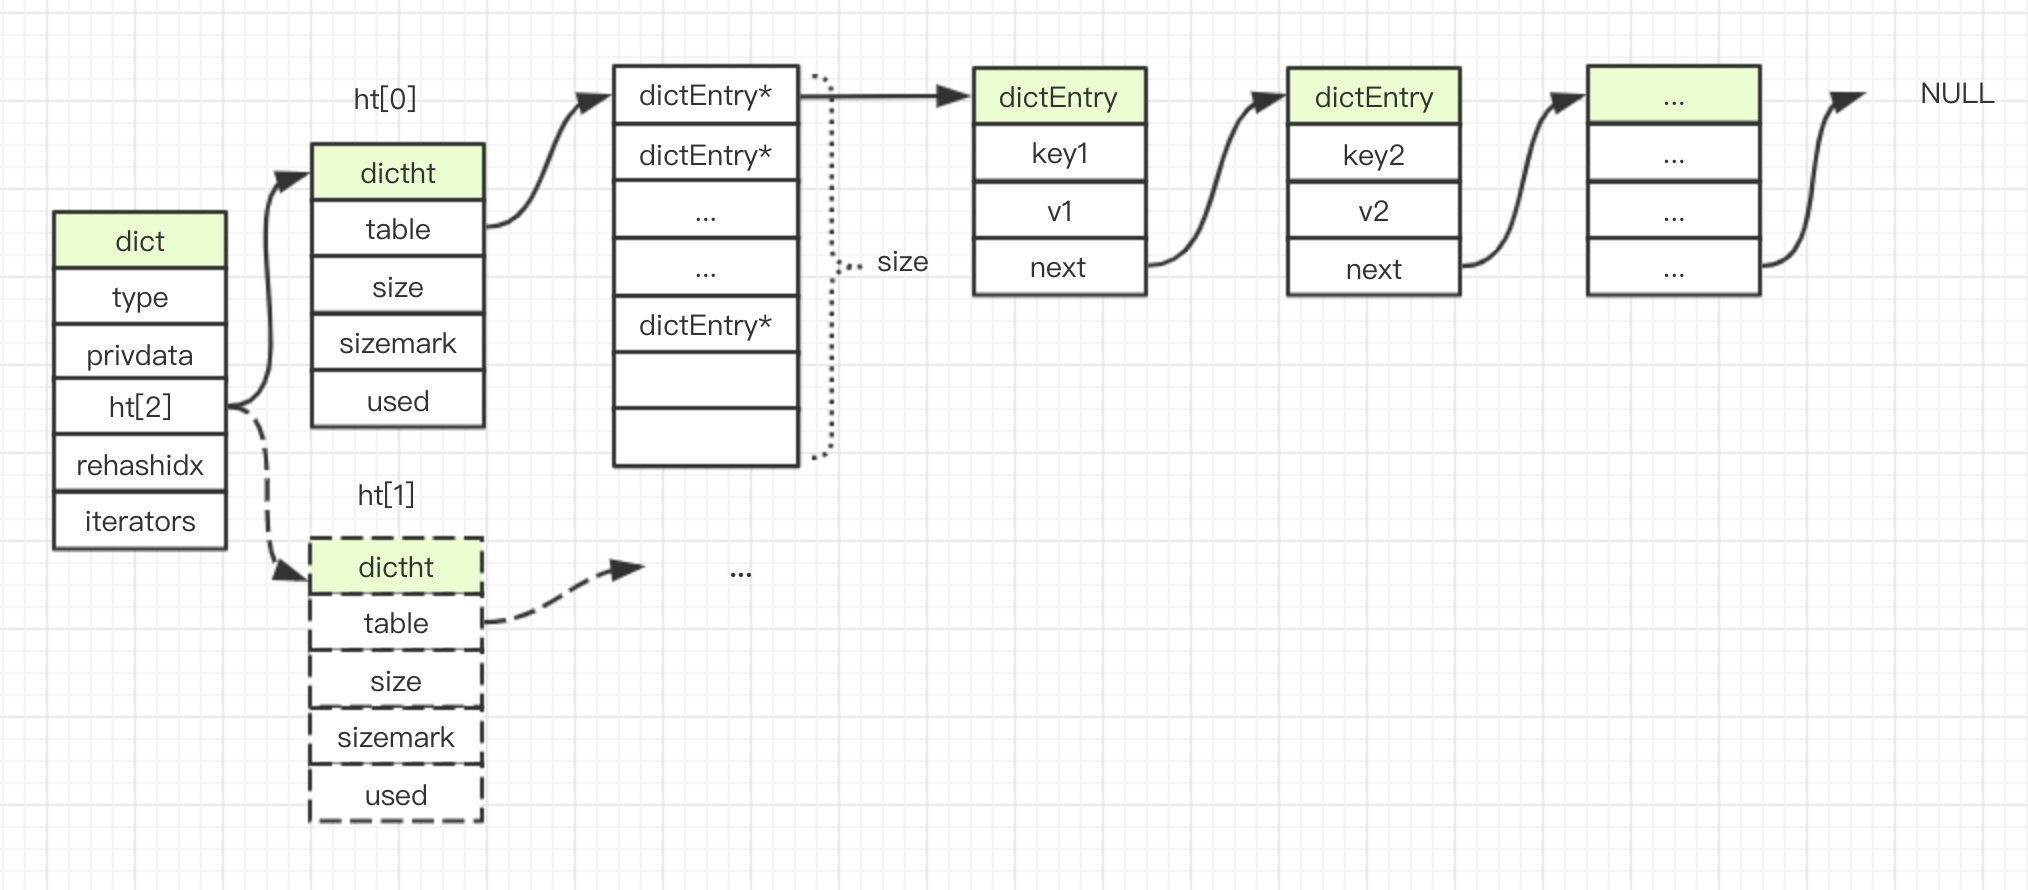 dict
type
privdata
ht[2]
rehashidx
iterators
ht[0]
dictht
table
size
sizemark
used
ht[1]
dictht
table
size
sizemark
used
dictEntry*
dictEntry*
...
...
dictEntry*
size
...
dictEntry
key1
v1
next
dictEntry
key2
v2
next
...
...
...
...
NULL